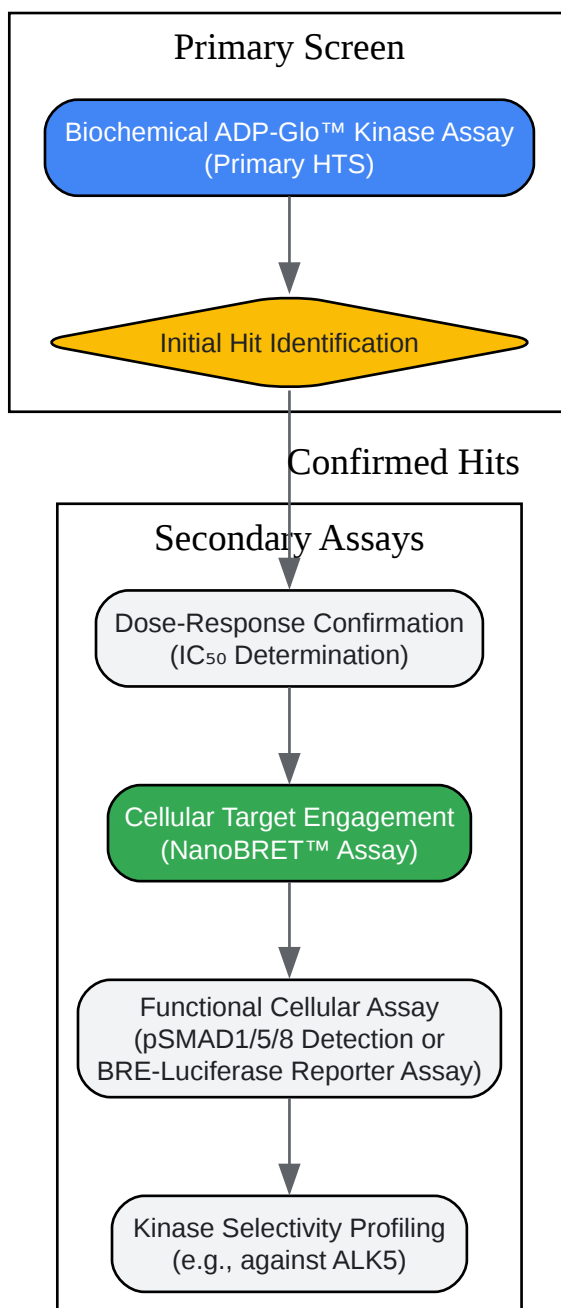 Primary Screen
Biochemical ADP-Glo™ Kinase Assay
(Primary HTS)
Initial Hit Identification
Confirmed Hits
Secondary Assays
Dose-Response Confirmation
(IC₅₀ Determination)
Cellular Target Engagement
(NanoBRET™ Assay)
Functional Cellular Assay
(pSMAD1/5/8 Detection or
BRE-Luciferase Reporter Assay)
Kinase Selectivity Profiling
(e.g., against ALK5)